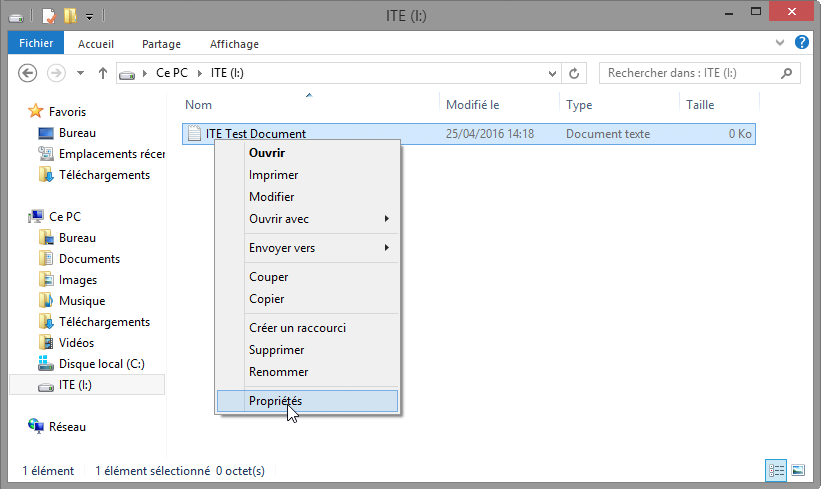 ITE (I:)
Fichier Accueil Partage Affichage
Ce PC ITE (I:) Rechercher dans : ITE (I:)
Nom Modifié le Type Taille
Favoris
Bureau
Emplacements récer
Téléchargements
Ce PC
Bureau
Documents
Images
Musique
Téléchargements
Vidéos
Disque local (C:)
ITE (I:)
Réseau
ITE Test Document 25/04/2016 14:18 Document texte 0 Ko
Ouvrir
Imprimer
Modifier
Ouvrir avec
Envoyer vers
Couper
Copier
Créer un raccourci
Supprimer
Renommer
Propriétés
1 élément 1 élément sélectionné 0 octet(s)